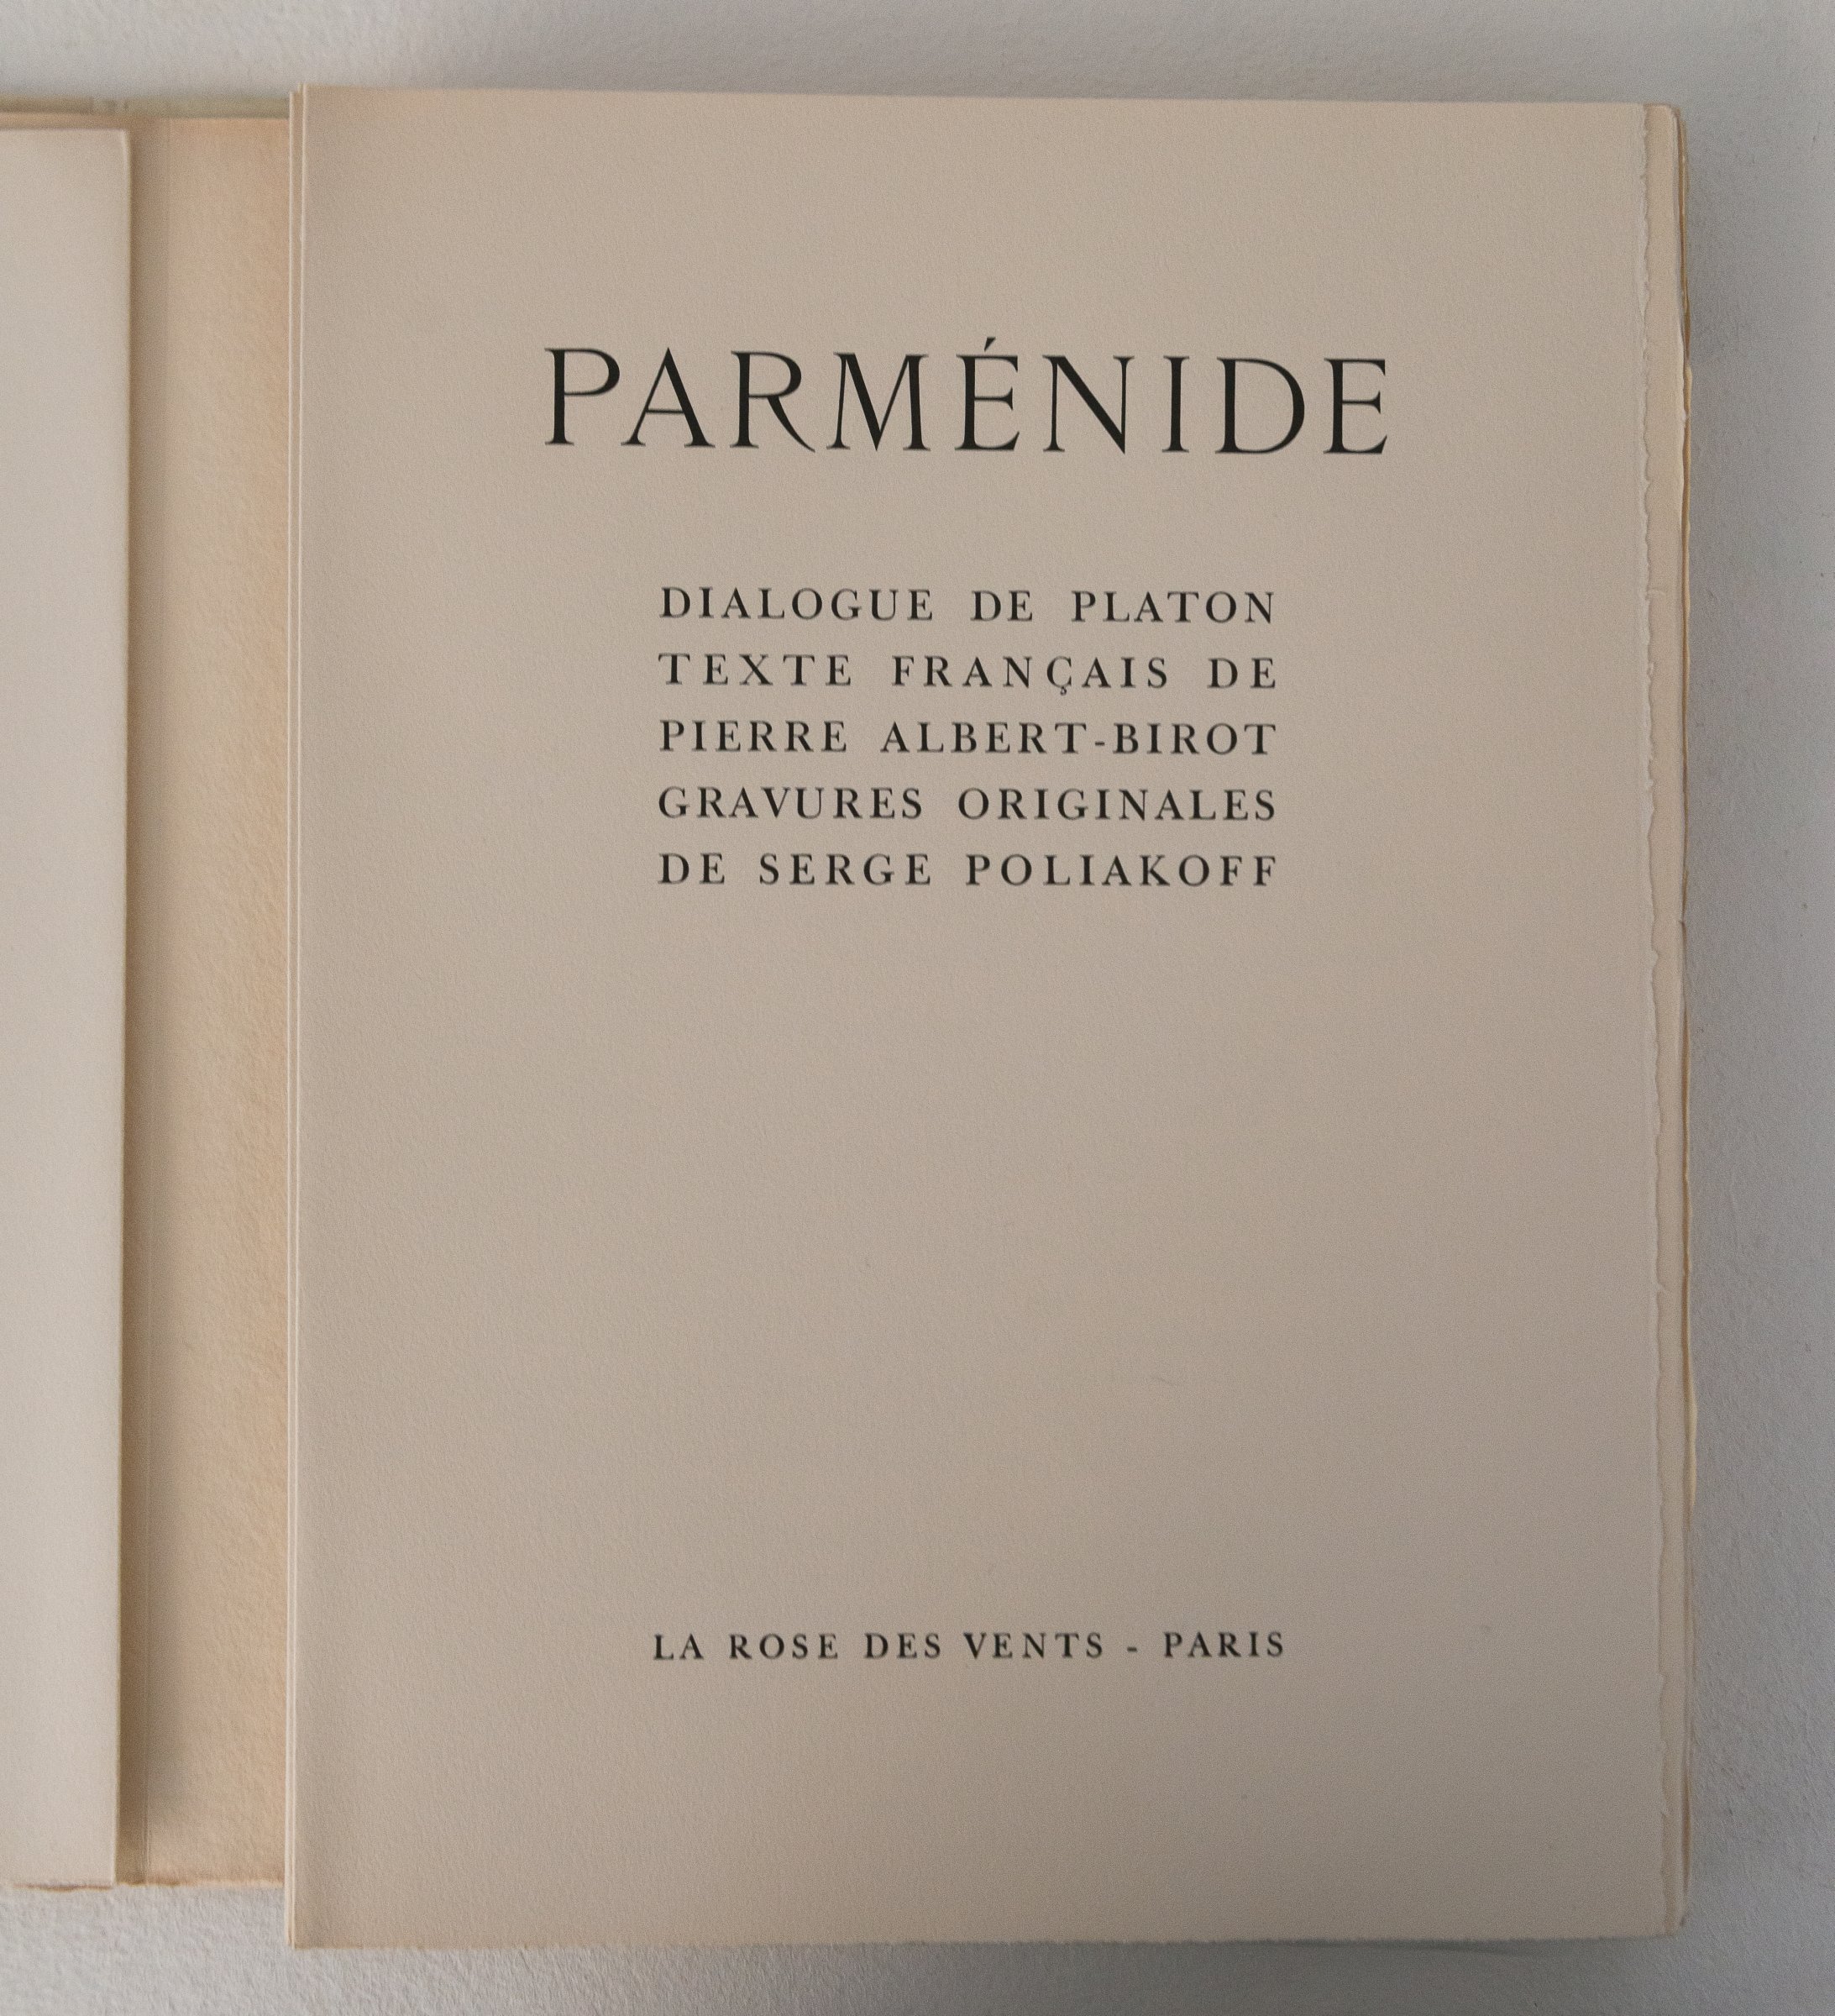 PARMÉNIDE
DIALOGUE DE PLATON
TEXTE FRANÇAIS DE
PIERRE ALBERT-BIROT
GRAVURES ORIGINALES
DE SERGE POLIAKOFF
LA ROSE DES VENTS - PARIS